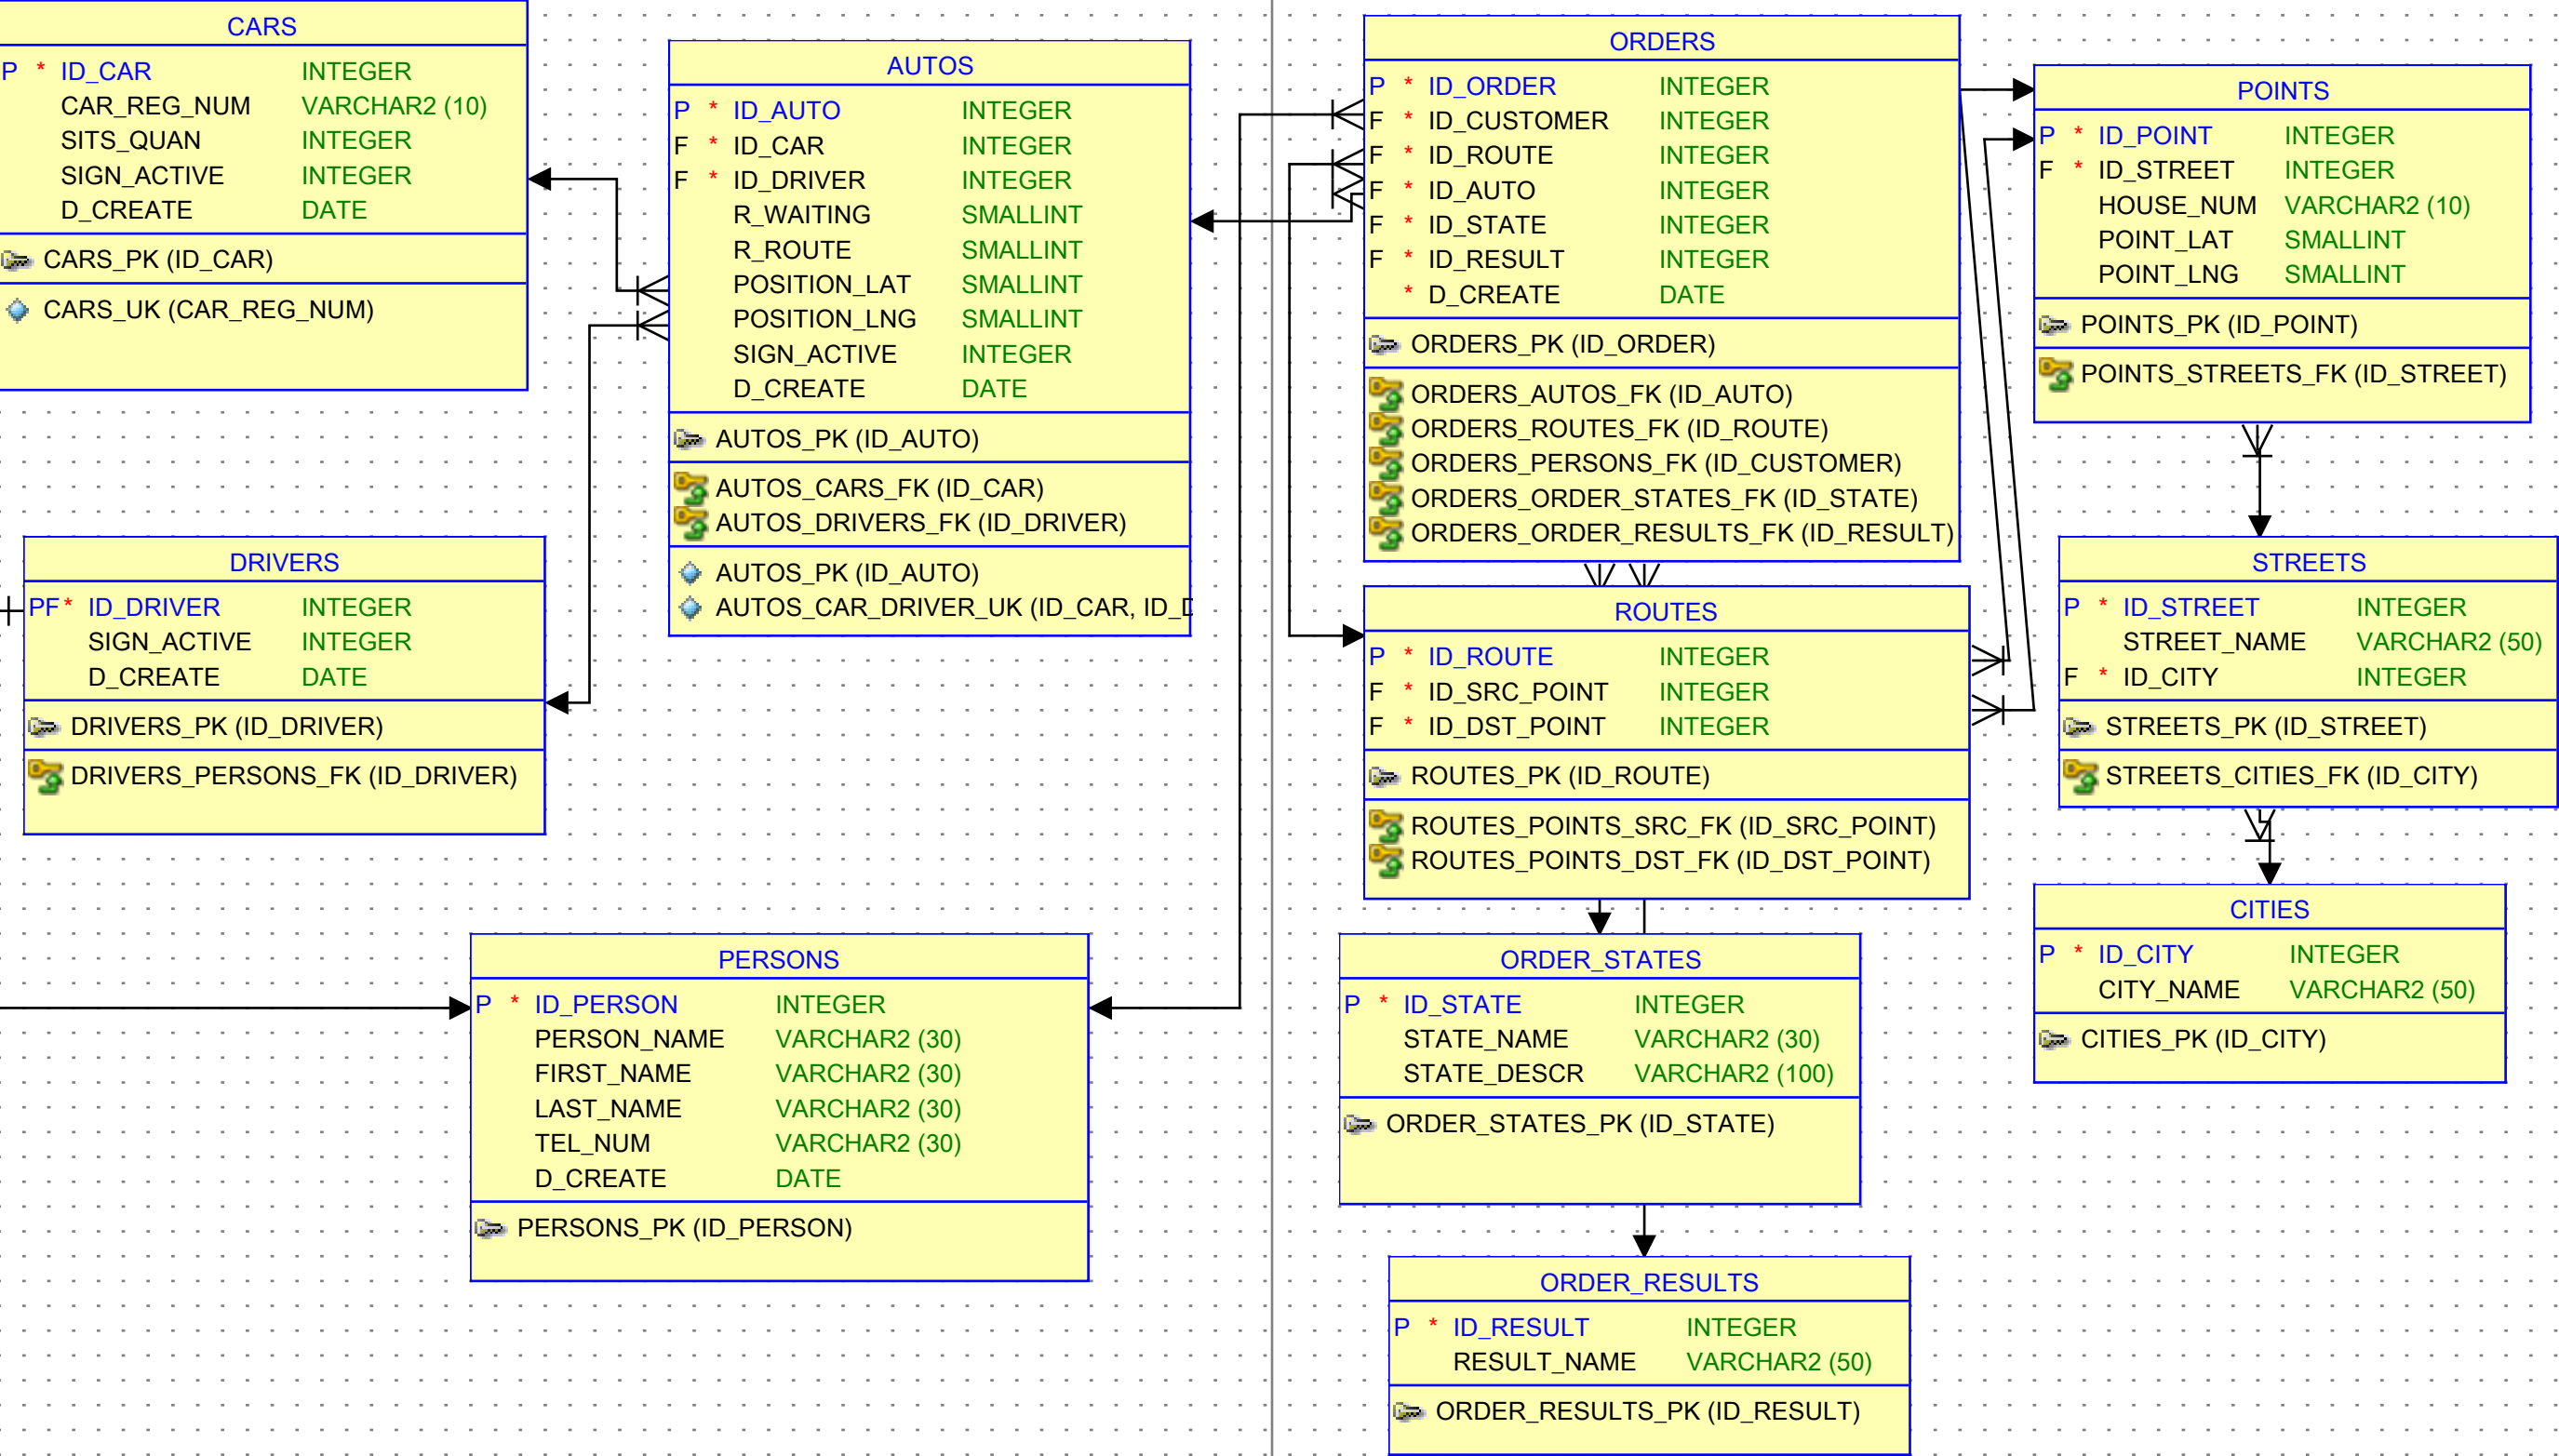 CARS
P * ID_CAR INTEGER
CAR_REG_NUM VARCHAR2 (10)
SITS_QUAN INTEGER
SIGN_ACTIVE INTEGER
D_CREATE DATE
CARS_PK (ID_CAR)
CARS_UK (CAR_REG_NUM)
DRIVERS
PF* ID_DRIVER INTEGER
SIGN_ACTIVE INTEGER
D_CREATE DATE
DRIVERS_PK (ID_DRIVER)
DRIVERS_PERSONS_FK (ID_DRIVER)
AUTOS
P * ID_AUTO INTEGER
F * ID_CAR INTEGER
F * ID_DRIVER INTEGER
R_WAITING SMALLINT
R_ROUTE SMALLINT
POSITION_LAT SMALLINT
POSITION_LNG SMALLINT
SIGN_ACTIVE INTEGER
D_CREATE DATE
AUTOS_PK (ID_AUTO)
AUTOS_CARS_FK (ID_CAR)
AUTOS_DRIVERS_FK (ID_DRIVER)
AUTOS_PK (ID_AUTO)
AUTOS_CAR_DRIVER_UK (ID_CAR,
PERSONS
P * ID_PERSON INTEGER
PERSON_NAME VARCHAR2 (30)
FIRST_NAME VARCHAR2 (30)
LAST_NAME VARCHAR2 (30)
TEL_NUM VARCHAR2 (30)
D_CREATE DATE
PERSONS_PK (ID_PERSON)
ORDERS
P * ID_ORDER INTEGER
F * ID_CUSTOMER INTEGER
F * ID_ROUTE INTEGER
F * ID_AUTO INTEGER
F * ID_STATE INTEGER
F * ID_RESULT INTEGER
* D_CREATE DATE
ORDERS_PK (ID_ORDER)
ORDERS_AUTOS_FK (ID_AUTO)
ORDERS_ROUTES_FK (ID_ROUTE)
ORDERS_PERSONS_FK (ID_CUSTOMER)
ORDERS_ORDER_STATES_FK (ID_STATE)
ORDERS_ORDER_RESULTS_FK (ID_RESULT)
ROUTES
P * ID_ROUTE INTEGER
F * ID_SRC_POINT INTEGER
F * ID_DST_POINT INTEGER
ROUTES_PK (ID_ROUTE)
ROUTES_POINTS_SRC_FK (ID_SRC_POINT)
ROUTES_POINTS_DST_FK (ID_DST_POINT)
ORDER_STATES
P * ID_STATE INTEGER
STATE_NAME VARCHAR2 (30)
STATE_DESCR VARCHAR2 (100)
ORDER_STATES_PK (ID_STATE)
ORDER_RESULTS
P * ID_RESULT INTEGER
RESULT_NAME VARCHAR2 (50)
ORDER_RESULTS_PK (ID_RESULT)
POINTS
P * ID_POINT INTEGER
F * ID_STREET INTEGER
HOUSE_NUM VARCHAR2 (10)
POINT_LAT SMALLINT
POINT_LNG SMALLINT
POINTS_PK (ID_POINT)
POINTS_STREETS_FK (ID_STREET)
STREETS
P * ID_STREET INTEGER
STREET_NAME VARCHAR2 (50)
F * ID_CITY INTEGER
STREETS_PK (ID_STREET)
STREETS_CITIES_FK (ID_CITY)
CITIES
P * ID_CITY INTEGER
CITY_NAME VARCHAR2 (50)
CITIES_PK (ID_CITY)